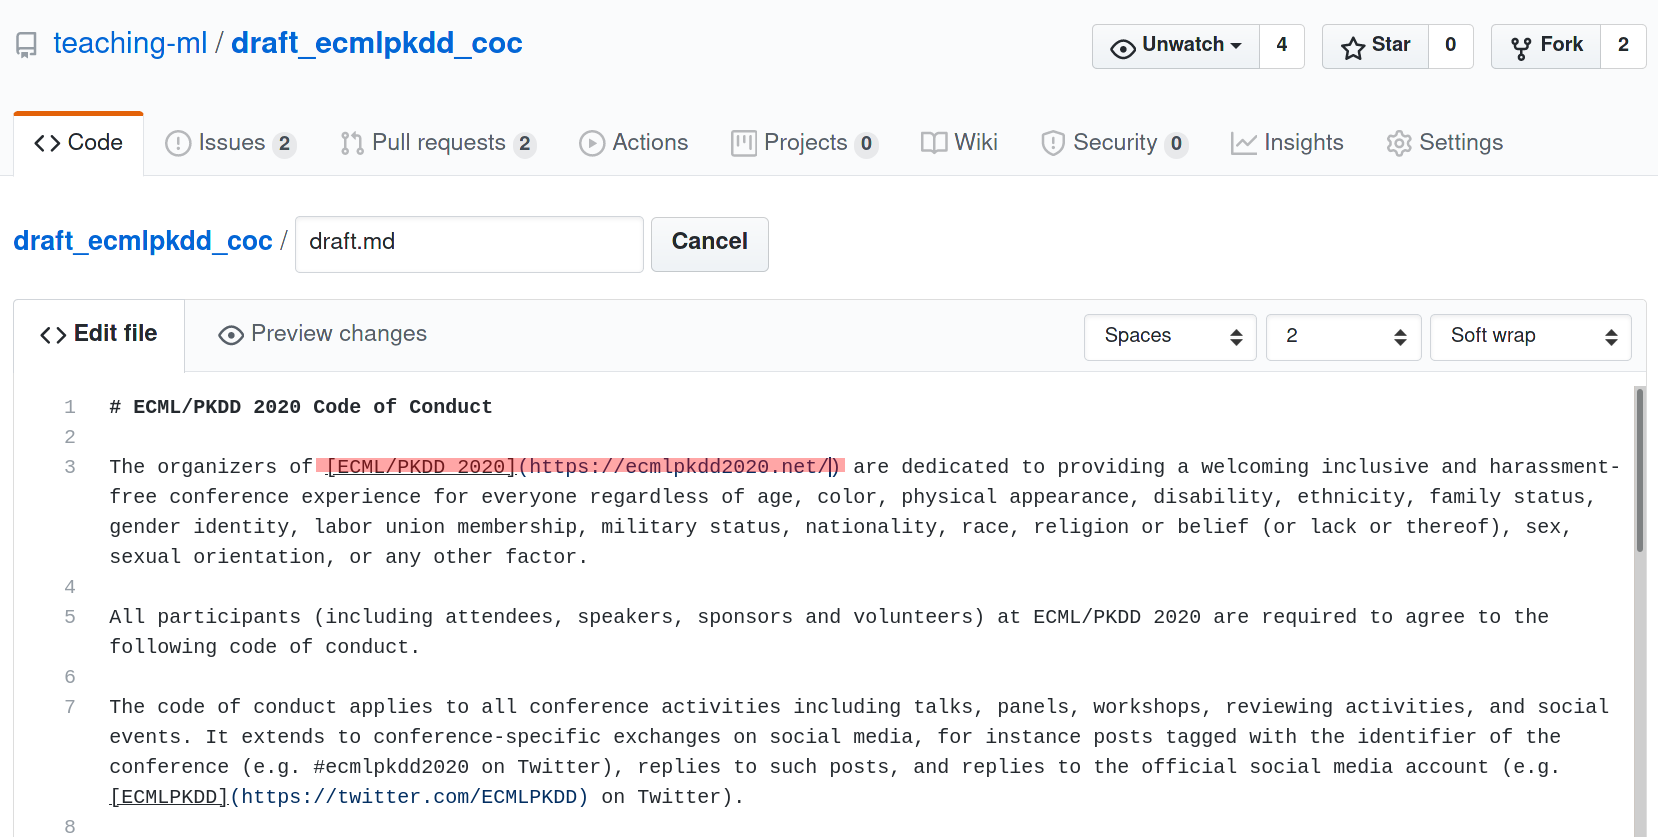 teaching-ml / draft_ecmlpkdd_coc
Unwatch 4 Star 0 Fork 2
Code Issues 2 Pull requests 2 Actions Projects 0 Wiki Security 0 Insights Settings
draft_ecmlpkdd_coc / draft.md Cancel
Edit file Preview changes Spaces 2 Soft wrap
1 # ECML/PKDD 2020 Code of Conduct
2
3 The organizers of [ECML/PKDD 2020](https://ecmlpkdd2020.net/) are dedicated to providing a welcoming inclusive and harassment-
free conference experience for everyone regardless of age, color, physical appearance, disability, ethnicity, family status,
gender identity, labor union membership, military status, nationality, race, religion or belief (or lack or thereof), sex,
sexual orientation, or any other factor.
4
5 All participants (including attendees, speakers, sponsors and volunteers) at ECML/PKDD 2020 are required to agree to the
following code of conduct.
6
7 The code of conduct applies to all conference activities including talks, panels, workshops, reviewing activities, and social
events. It extends to conference-specific exchanges on social media, for instance posts tagged with the identifier of the
conference (e.g. #ecmlpkdd2020 on Twitter), replies to such posts, and replies to the official social media account (e.g.
[ECMLPKDD](https://twitter.com/ECMLPKDD) on Twitter).
8